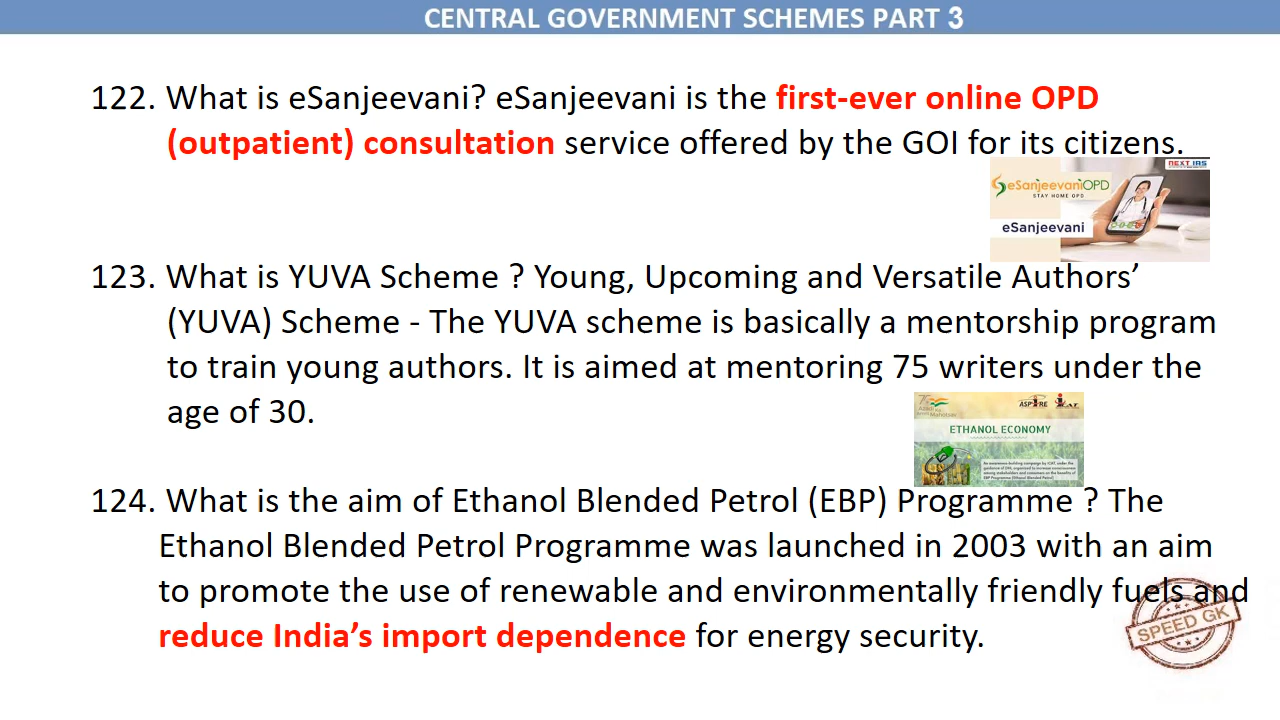 CENTRAL GOVERNMENT SCHEMES PART 3
122. What is eSanjeevani? eSanjeevani is the first-ever online OPD
(outpatient) consultation service offered by the GOI for its citizens.
NEXT IAS
eSanjeevaniOPD
STAY HOME OPD
eSanjeevani
123. What is YUVA Scheme ? Young, Upcoming and Versatile Authors’
(YUVA) Scheme - The YUVA scheme is basically a mentorship program
to train young authors. It is aimed at mentoring 75 writers under the
age of 30.
ETHANOL ECONOMY
124. What is the aim of Ethanol Blended Petrol (EBP) Programme ? The
Ethanol Blended Petrol Programme was launched in 2003 with an aim
to promote the use of renewable and environmentally friendly fuels and
reduce India’s import dependence for energy security.
SPEED GK